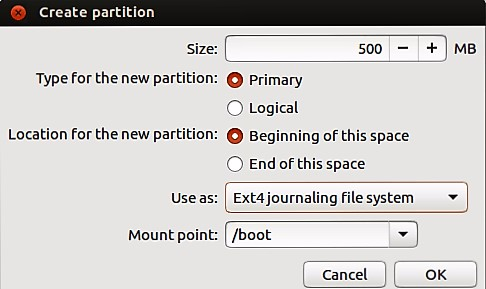 Create partition
Size: 500 − + MB
Type for the new partition: Primary
Logical
Location for the new partition: Beginning of this space
End of this space
Use as: Ext4 journaling file system
Mount point: /boot
Cancel OK